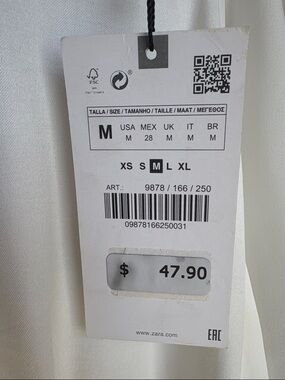 FSC
TALLA / SIZE / TAMANHO / TAILLE / MAAT / ΜΕΓΕΘΟΣ
M USA MEX UK IT BR
M 28 M M M
XS S M L XL
ART.: 9878 / 166 / 250
09878166250031
$ 47.90
www.zara.com
EAC